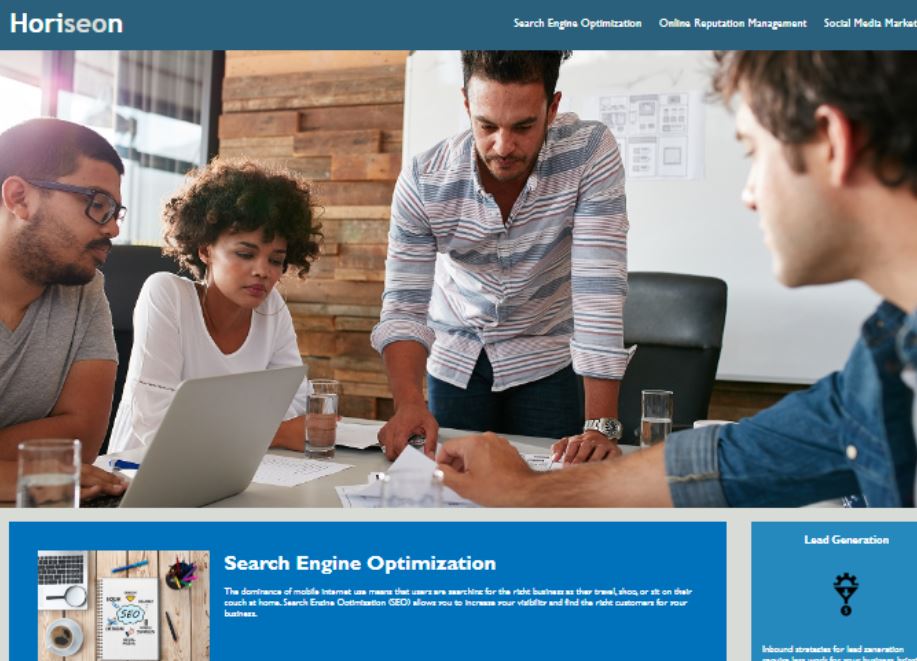 Horiseon
Search Engine Optimization Online Reputation Management Social Media Market
Search Engine Optimization
The dominance of mobile internet use means that users are searching for the right business as they travel, shop, or sit on their
couch at home. Search Engine Optimization (SEO) allows you to increase your visibility and find the right customers for your
business.
SEO
Lead Generation
Inbound strategies for lead generation
require less work for your business